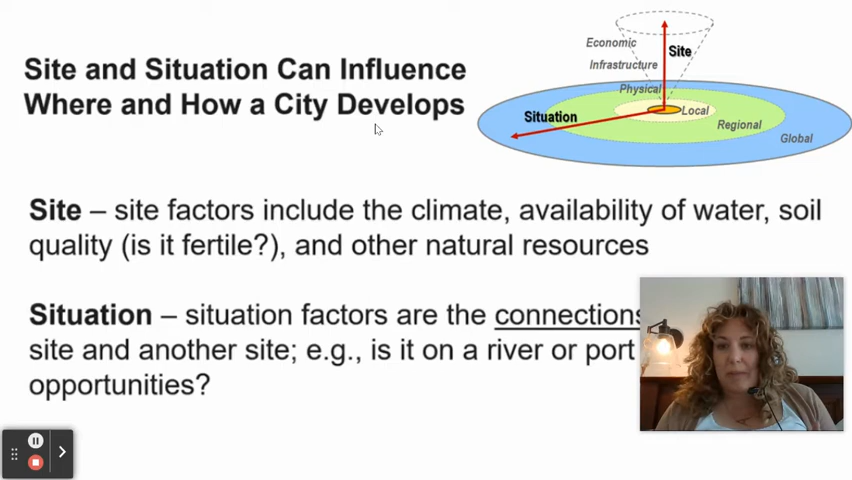 Site and Situation Can Influence
Where and How a City Develops
Economic
Infrastructure
Physical
Site
Situation
Local
Regional
Global
Site – site factors include the climate, availability of water, soil
quality (is it fertile?), and other natural resources
Situation – situation factors are the connections
site and another site; e.g., is it on a river or port
opportunities?